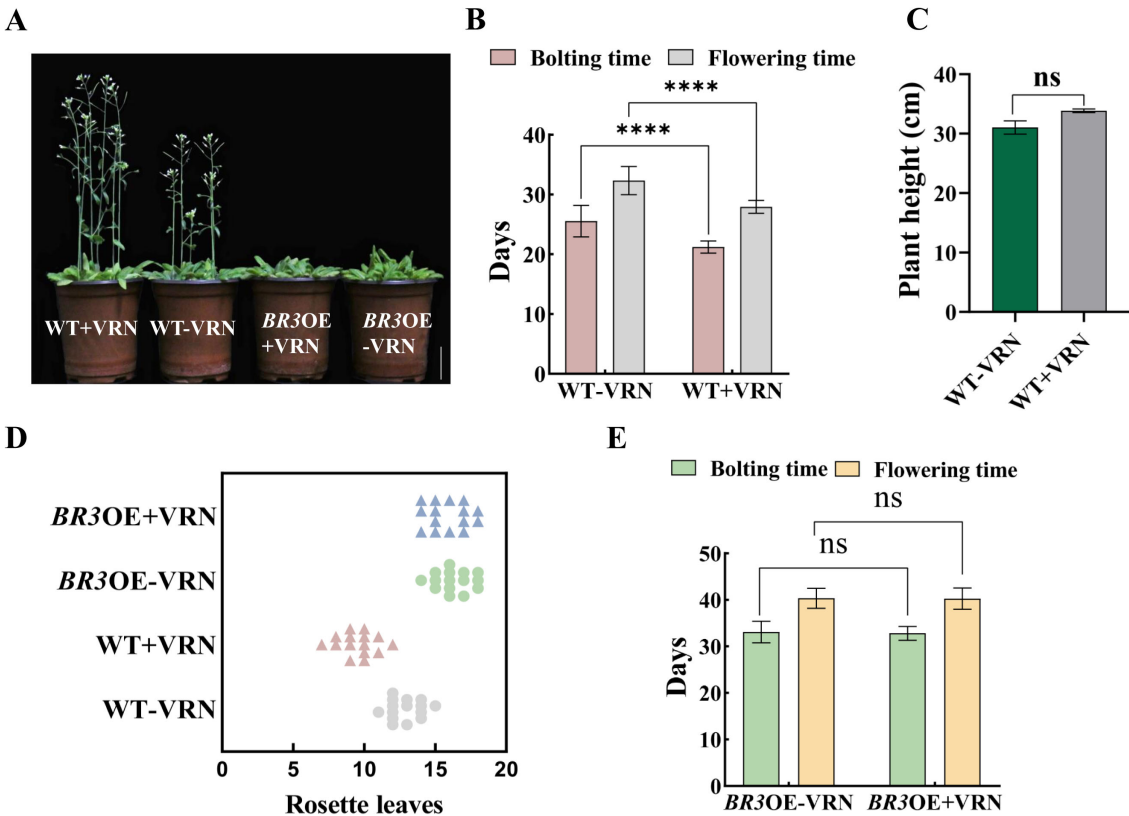 A
WT+VRN
WT-VRN
BR3OE
+VRN
BR3OE
-VRN
B
Bolting time
Flowering time
****
****
Days
40
30
20
10
0
WT-VRN
WT+VRN
C
Plant height (cm)
ns
40
30
20
10
0
WT-VRN
WT+VRN
D
BR3OE+VRN
BR3OE-VRN
WT+VRN
WT-VRN
0 5 10 15 20
Rosette leaves
E
Bolting time
Flowering time
ns
ns
Days
50
40
30
40
30
20
10
0
BR3OE-VRN
BR3OE+VRN